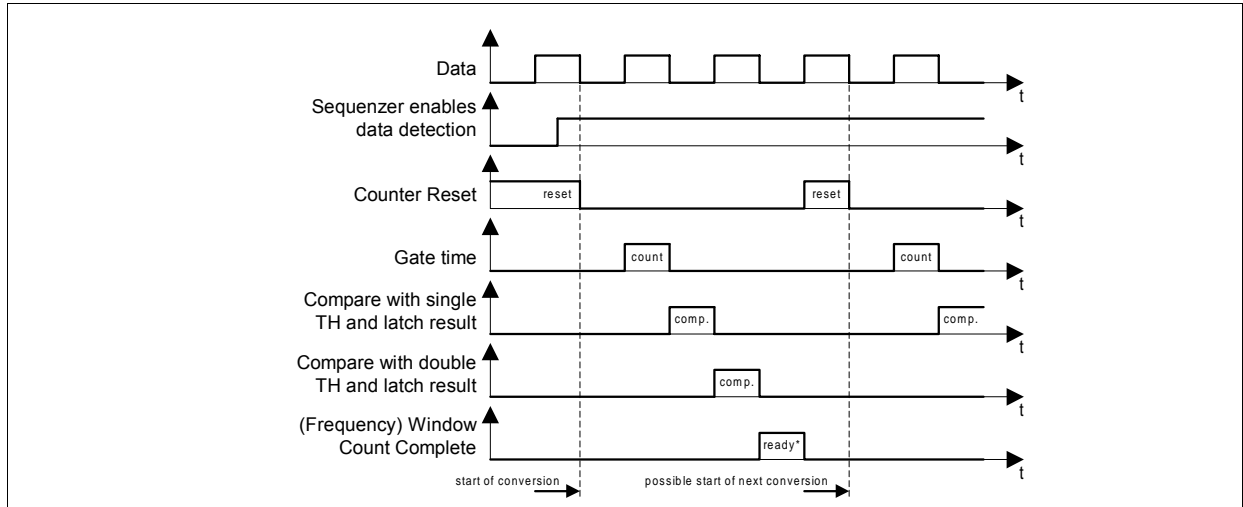 Data
t
Sequenzer enables
data detection
t
Counter Reset
reset
reset
t
Gate time
count
count
t
Compare with single
TH and latch result
comp.
comp.
t
Compare with double
TH and latch result
comp.
t
(Frequency) Window
Count Complete
ready*
t
start of conversion
possible start of next conversion